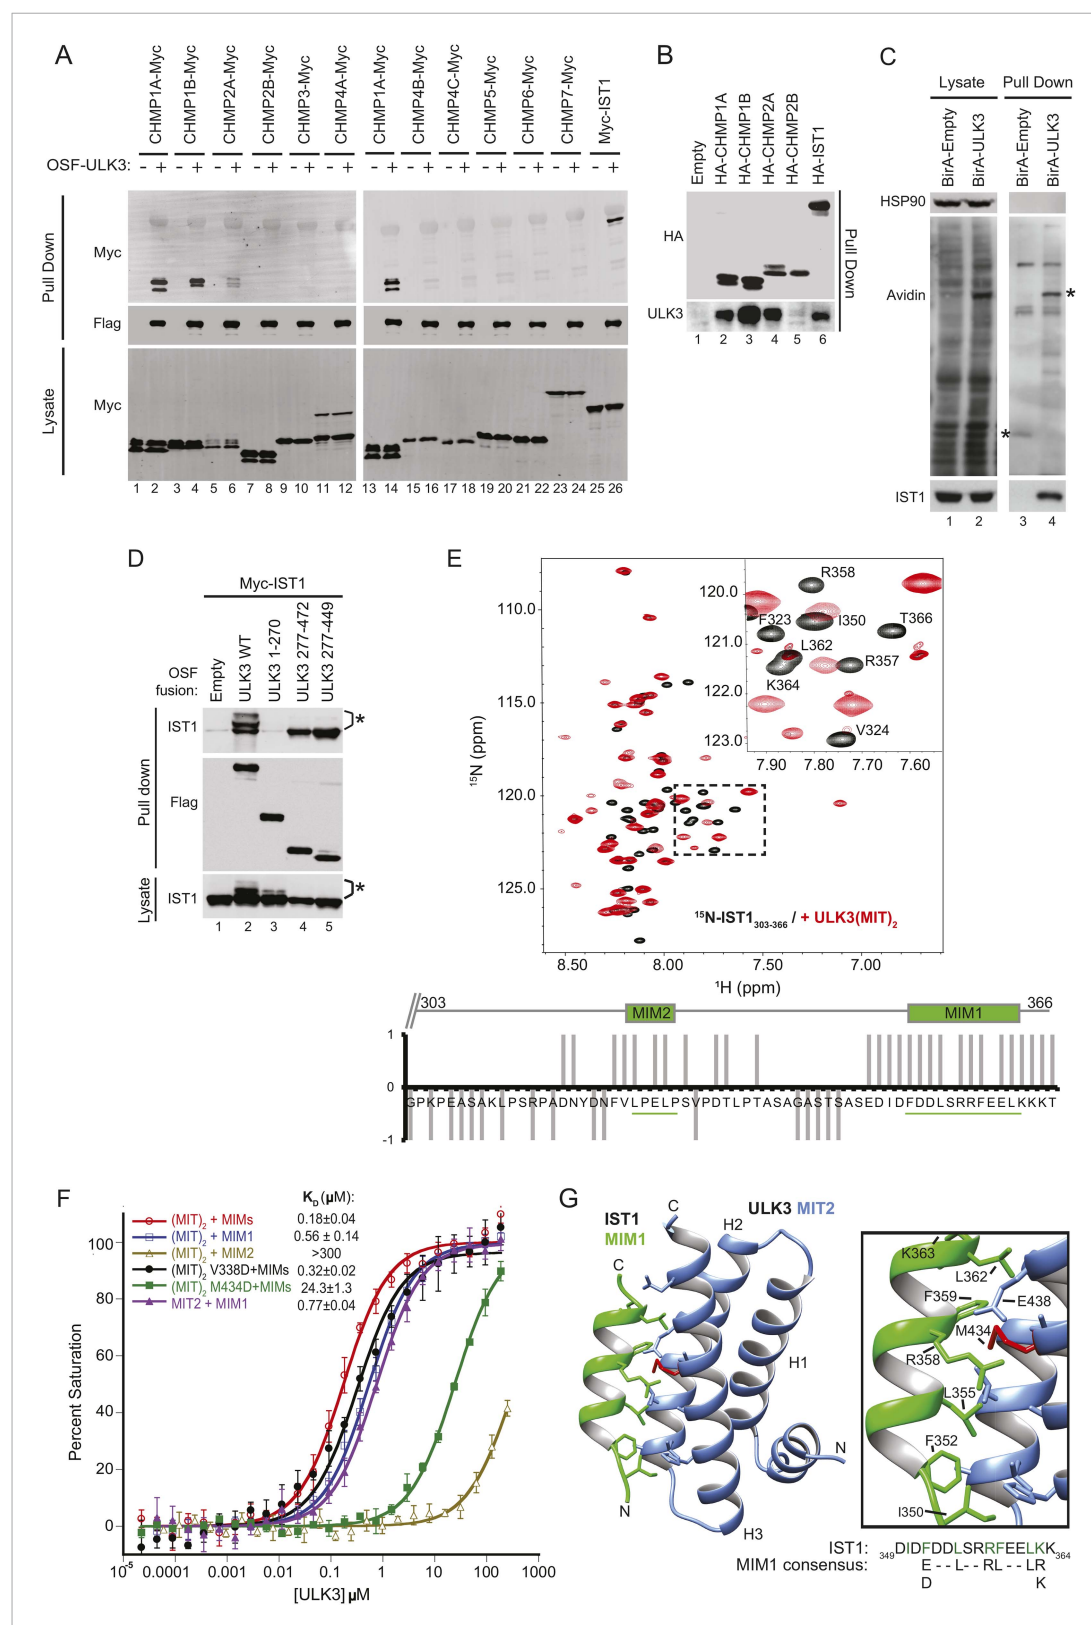 A
CHMP1A-Myc
CHMP1B-Myc
CHMP2A-Myc
CHMP2B-Myc
CHMP3-Myc
CHMP4A-Myc
CHMP1A-Myc
CHMP4B-Myc
CHMP4C-Myc
CHMP5-Myc
CHMP6-Myc
CHMP7-Myc
Myc-IST1
OSF-ULK3: - + - + - + - + - + - + - + - + - + - + - + - + - +
Pull Down
Myc
Flag
Lysate
Myc
1 2 3 4 5 6 7 8 9 10 11 12 13 14 15 16 17 18 19 20 21 22 23 24 25 26
B
Empty
HA-CHMP1A
HA-CHMP1B
HA-CHMP2A
HA-CHMP2B
HA-IST1
HA
ULK3
Pull Down
1 2 3 4 5 6
C
Lysate Pull Down
BirA-Empty
BirA-ULK3
BirA-Empty
BirA-ULK3
HSP90
Avidin
*
*
IST1
1 2 3 4
D
Myc-IST1
OSF
fusion:
Empty
ULK3 WT
ULK3 1-270
ULK3 277-472
ULK3 277-449
Pull down
IST1
*
Flag
Lysate
IST1
*
1 2 3 4 5
E
110.0
115.0
120.0
125.0
¹⁵N (ppm)
8.50 8.00 7.50 7.00
¹H (ppm)
120.0
121.0
122.0
123.0
7.90 7.80 7.70 7.60
R358
F323
I350
T366
L362
R357
K364
V324
¹⁵N-IST1₃₀₃₋₃₆₆ / + ULK3(MIT)₂
303 MIM2 MIM1 366
1
0
-1
GPKPEASAKLPSRPADNYDNFVLPELPSVPDTLPTASAGASTSASEDIDFDDLSRRFEELKKKT
F
K_D (µM):
(MIT)₂ + MIMs 0.18±0.04
(MIT)₂ + MIM1 0.56 ± 0.14
(MIT)₂ + MIM2 >300
(MIT)₂ V338D+MIMs 0.32±0.02
(MIT)₂ M434D+MIMs 24.3±1.3
MIT2 + MIM1 0.77±0.04
Percent Saturation
100
80
60
40
20
0
10⁻⁵ 0.0001 0.001 0.01 0.1 1 10 100 1000
[ULK3] µM
G
IST1
MIM1
ULK3 MIT2
C
H2
C
H1
N
N
H3
K363
L362
F359
E438
M434
R358
L355
F352
I350
IST1: ₃₄₉DIDFDDLSRRFEELKK₃₆₄
MIM1 consensus: E--L--RL---LR
D K